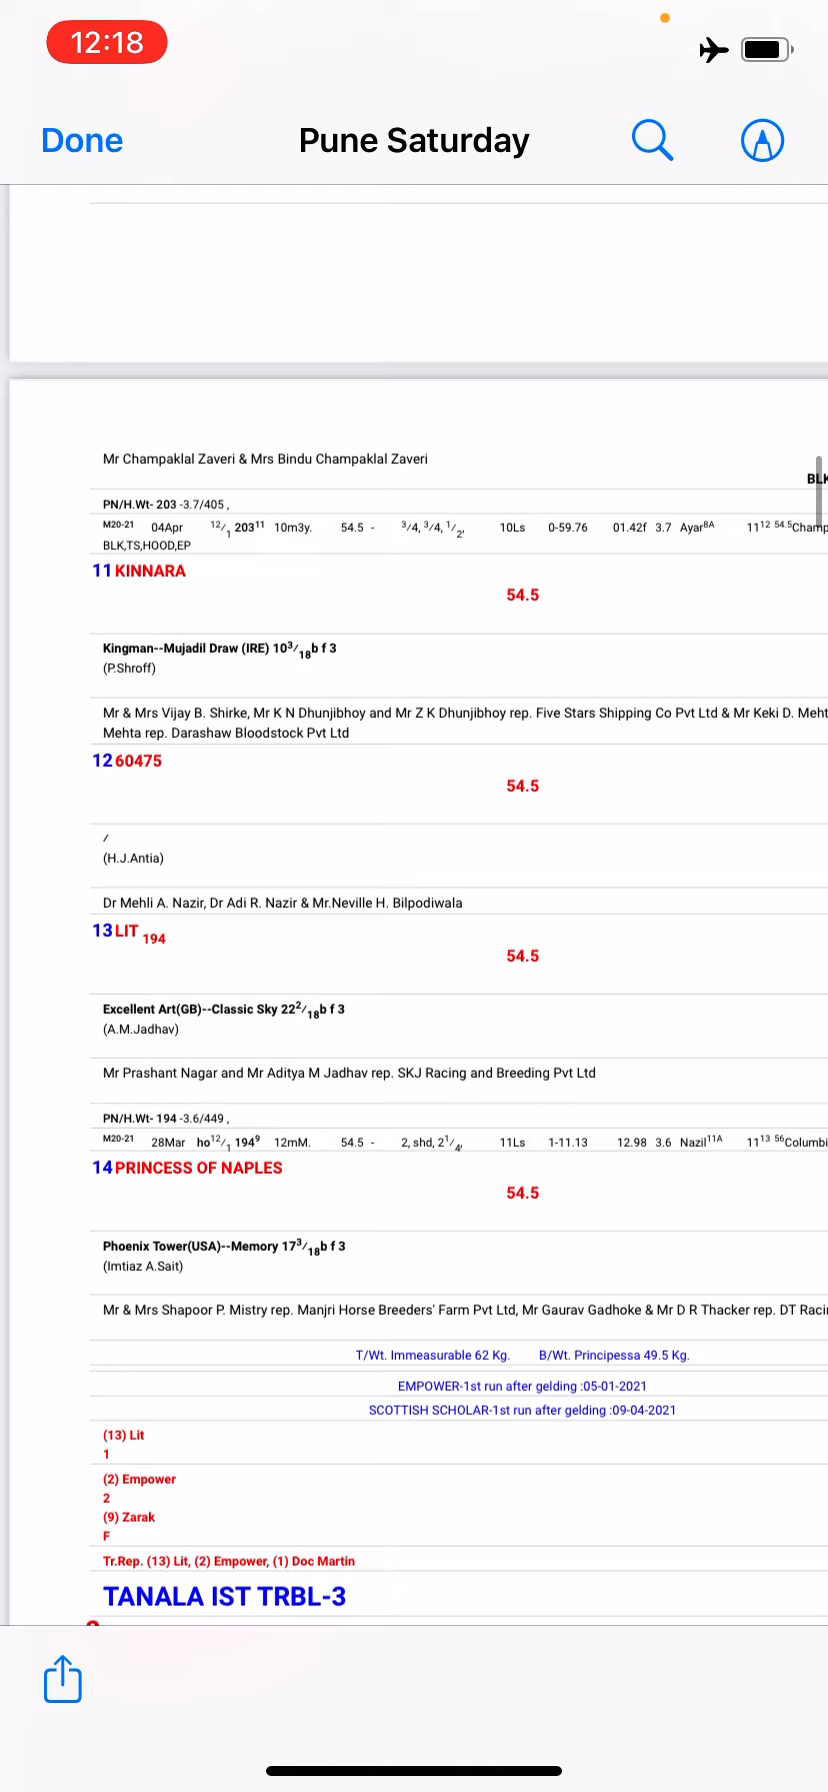 12:18
Done
Pune Saturday
Mr Champaklal Zaveri & Mrs Bindu Champaklal Zaveri
BLK
PN/H.Wt- 203 -3.7/405 ,
M20-21 04Apr 12/1 203 11 10m3y. 54.5 - 3/4, 3/4, 1/2, 10Ls 0-59.76 01.42f 3.7 Ayar 8A 11 12 54.5 Champ
BLK,TS,HOOD,EP
11 KINNARA
54.5
Kingman--Mujadil Draw (IRE) 10 3/18 b f 3
(P.Shroff)
Mr & Mrs Vijay B. Shirke, Mr K N Dhunjibhoy and Mr Z K Dhunjibhoy rep. Five Stars Shipping Co Pvt Ltd & Mr Keki D. Meht
Mehta rep. Darashaw Bloodstock Pvt Ltd
12 60475
54.5
/
(H.J.Antia)
Dr Mehli A. Nazir, Dr Adi R. Nazir & Mr.Neville H. Bilpodiwala
13 LIT 194
54.5
Excellent Art(GB)--Classic Sky 22 2/18 b f 3
(A.M.Jadhav)
Mr Prashant Nagar and Mr Aditya M Jadhav rep. SKJ Racing and Breeding Pvt Ltd
PN/H.Wt- 194 -3.6/449 ,
M20-21 28Mar ho 12/1 194 9 12mM. 54.5 - 2, shd, 2 1/4, 11Ls 1-11.13 12.98 3.6 Nazil 11A 11 13 56 Columbi
14 PRINCESS OF NAPLES
54.5
Phoenix Tower(USA)--Memory 17 3/18 b f 3
(Imtiaz A.Sait)
Mr & Mrs Shapoor P. Mistry rep. Manjri Horse Breeders' Farm Pvt Ltd, Mr Gaurav Gadhoke & Mr D R Thacker rep. DT Raci
T/Wt. Immeasurable 62 Kg. B/Wt. Principessa 49.5 Kg.
EMPOWER-1st run after gelding :05-01-2021
SCOTTISH SCHOLAR-1st run after gelding :09-04-2021
(13) Lit
1
(2) Empower
2
(9) Zarak
F
Tr.Rep. (13) Lit, (2) Empower, (1) Doc Martin
TANALA IST TRBL-3